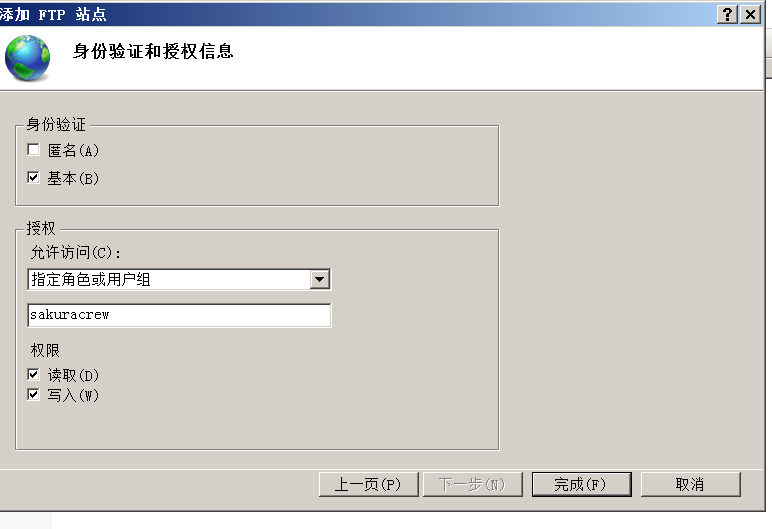 添加 FTP 站点
身份验证和授权信息
身份验证
匿名(A)
基本(B)
授权
允许访问(C):
指定角色或用户组
sakuracrew
权限
读取(D)
写入(W)
上一页(P) 下一步(N) 完成(F) 取消